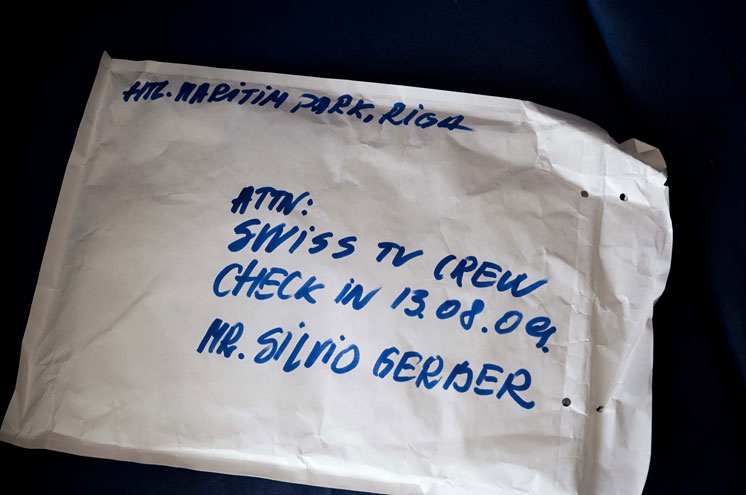 HTL. MARITIM PARK, RIGA
ATTN:
SWISS TV CREW
CHECK IN 13.08.09.
MR. SILVIO GERBER